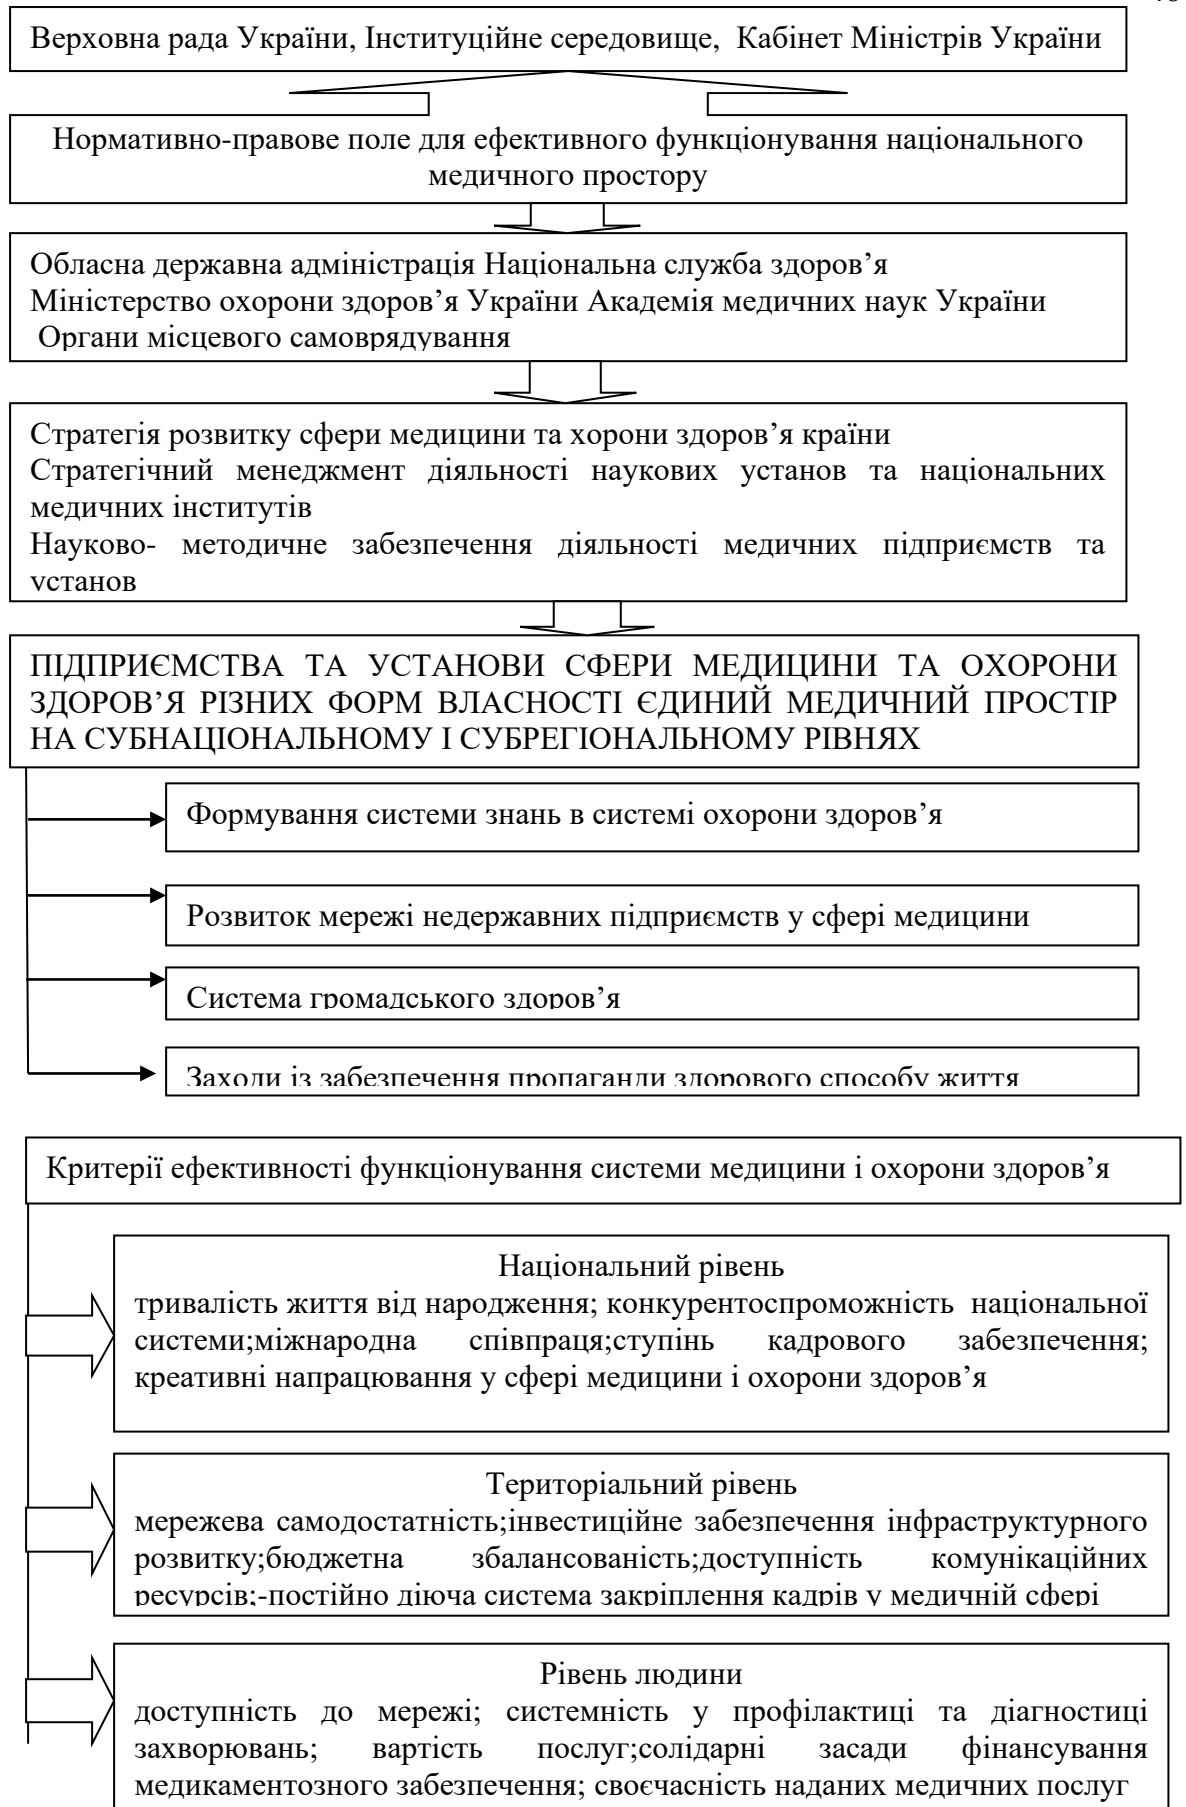 Верховна рада України, Інституційне середовище, Кабінет Міністрів України
Нормативно-правове поле для ефективного функціонування національного
медичного простору
Обласна державна адміністрація Національна служба здоров’я
Міністерство охорони здоров’я України Академія медичних наук України
Органи місцевого самоврядування
Стратегія розвитку сфери медицини та хорони здоров’я країни
Стратегічний менеджмент діяльності наукових установ та національних
медичних інститутів
Науково- методичне забезпечення діяльності медичних підприємств та
установ
ПІДПРИЄМСТВА ТА УСТАНОВИ СФЕРИ МЕДИЦИНИ ТА ОХОРОНИ
ЗДОРОВ’Я РІЗНИХ ФОРМ ВЛАСНОСТІ ЄДИНИЙ МЕДИЧНИЙ ПРОСТІР
НА СУБНАЦІОНАЛЬНОМУ І СУБРЕГІОНАЛЬНОМУ РІВНЯХ
Формування системи знань в системі охорони здоров’я
Розвиток мережі недержавних підприємств у сфері медицини
Система громадського здоров’я
Заходи із забезпечення пропаганди здорового способу життя
Критерії ефективності функціонування системи медицини і охорони здоров’я
Національний рівень
тривалість життя від народження; конкурентоспроможність національної
системи;міжнародна співпраця;ступінь кадрового забезпечення;
креативні напрацювання у сфері медицини і охорони здоров’я
Територіальний рівень
мережева самодостатність;інвестиційне забезпечення інфраструктурного
розвитку;бюджетна збалансованість;доступність комунікаційних
ресурсів;-постійно діюча система закріплення кадрів у медичній сфері
Рівень людини
доступність до мережі; системність у профілактиці та діагностиці
захворювань; вартість послуг;солідарні засади фінансування
медикаментозного забезпечення; своєчасність наданих медичних послуг